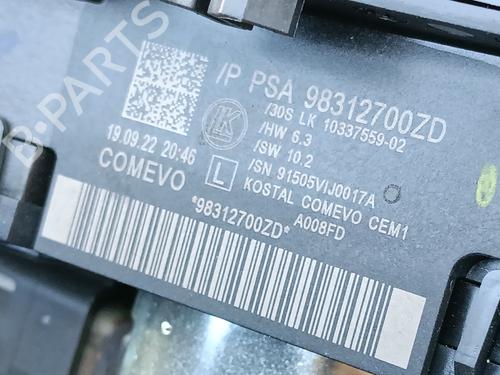 B-PARTS
/P PSA 98312700ZD
/30S LK 10337559-02
/HW 6.3
/SW 10.2
/SN 91505VIJ0017A
KOSTAL COMEVO CEM1
A008FD
K
19.09.22 20:46
COMEVO
L
*98312700ZD*